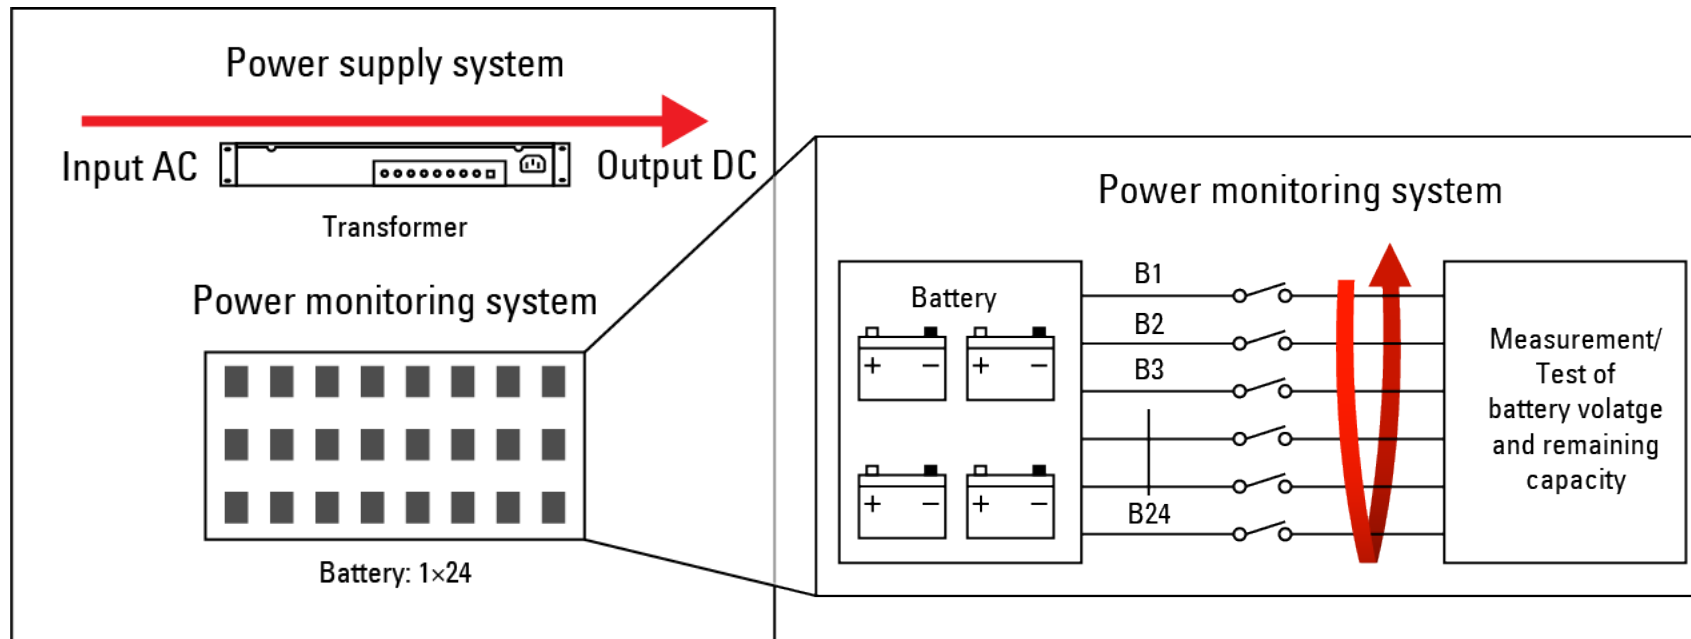 Power supply system
Input AC
Output DC
Transformer
Power monitoring system
Battery: 1×24
Power monitoring system
Battery
+ −
+ −
+ −
+ −
B1
B2
B3
B24
Measurement/
Test of
battery volatge
and remaining
capacity